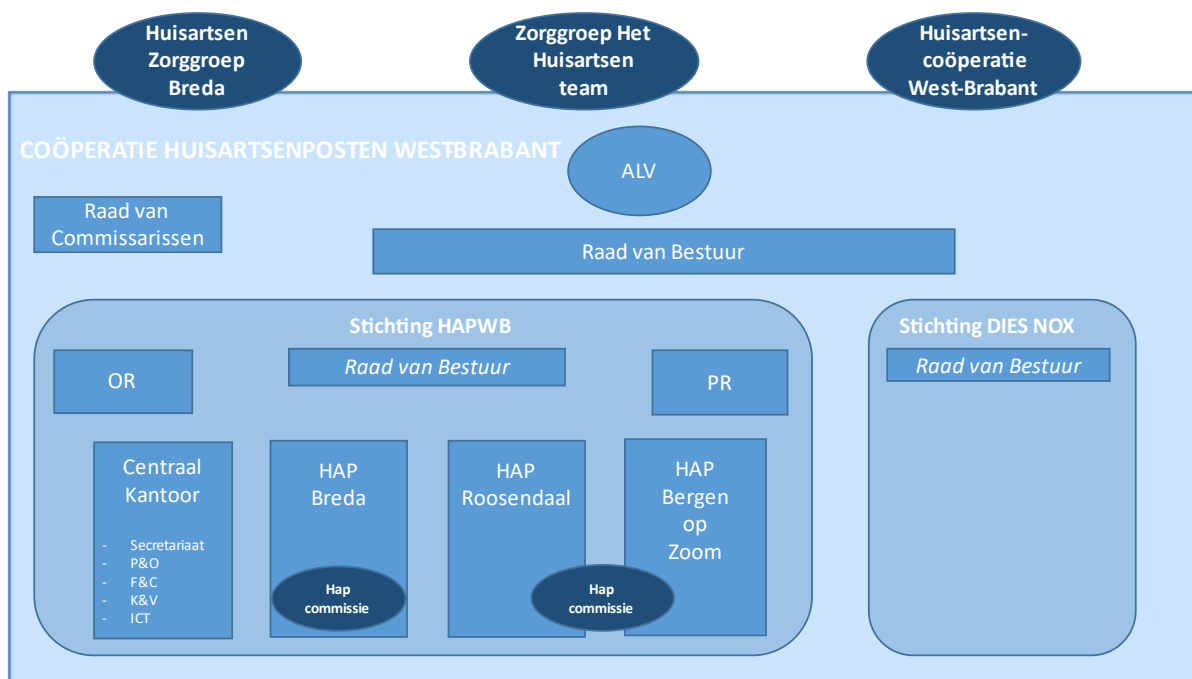 Huisartsen
Zorggroep
Breda
Zorggroep Het
Huisartsen
team
Huisartsen-
coöperatie
West-Brabant
COÖPERATIE HUISARTSENPOSTEN WEST-BRABANT
ALV
Raad van
Commissarissen
Raad van Bestuur
Stichting HAPWB
OR
Raad van Bestuur
PR
Centraal
Kantoor
- Secretariaat
- P&O
- F&C
- K&V
- ICT
HAP
Breda
Hap
commissie
HAP
Roosendaal
HAP
Bergen
op
Zoom
Hap
commissie
Stichting DIES NOX
Raad van Bestuur